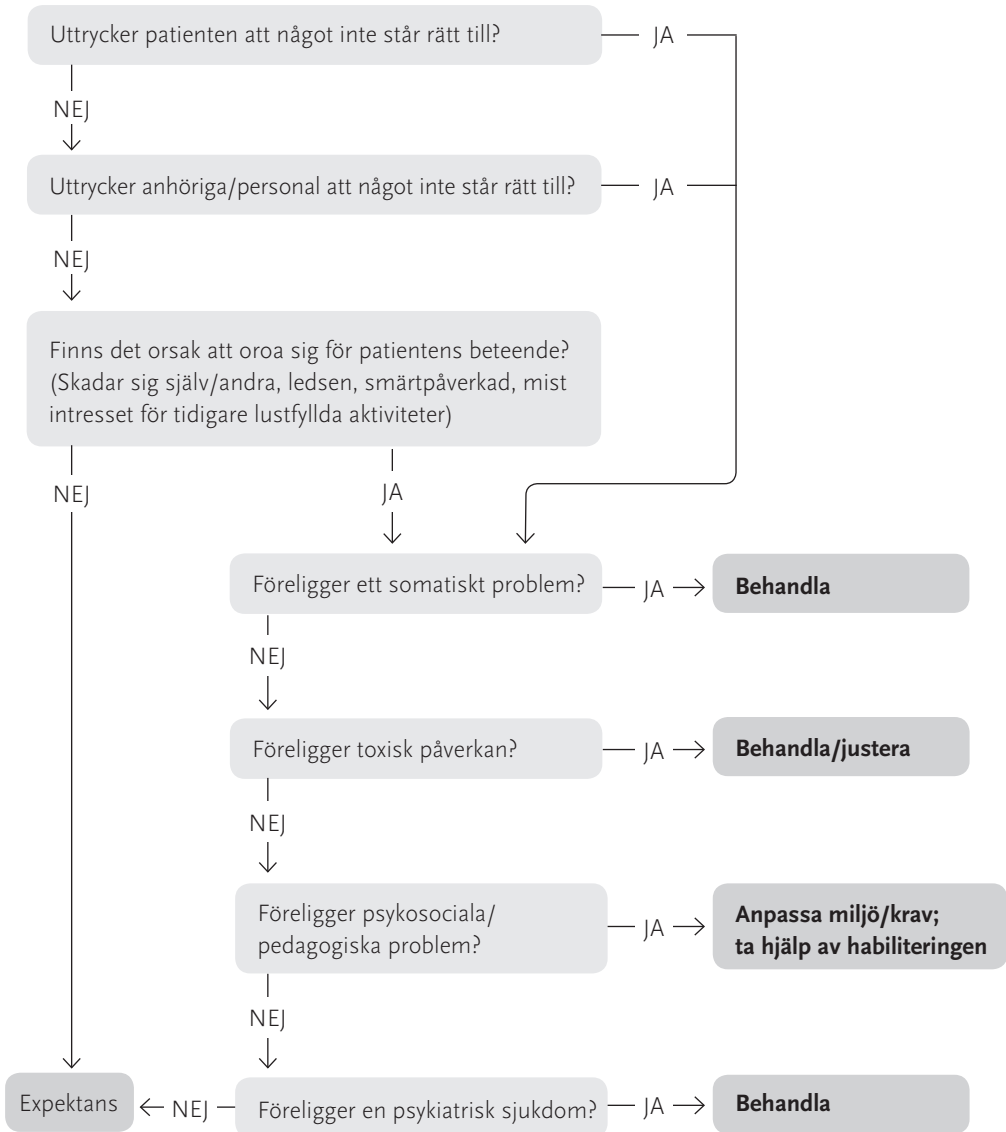 Uttrycker patienten att något inte står rätt till?
JA
NEJ
Uttrycker anhöriga/personal att något inte står rätt till?
JA
NEJ
Finns det orsak att oroa sig för patientens beteende?
(Skadar sig själv/andra, ledsen, smärtpåverkad, mist
intresset för tidigare lustfyllda aktiviteter)
NEJ
JA
Föreligger ett somatiskt problem?
JA
Behandla
NEJ
Föreligger toxisk påverkan?
JA
Behandla/justera
NEJ
Föreligger psykosociala/
pedagogiska problem?
JA
Anpassa miljö/krav;
ta hjälp av habiliteringen
NEJ
Expektans
NEJ
Föreligger en psykiatrisk sjukdom?
JA
Behandla